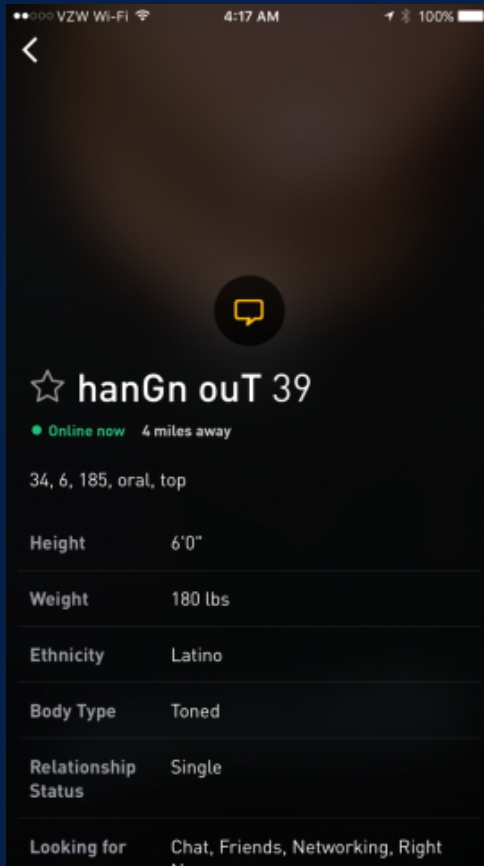 VZW Wi-Fi 4:17 AM 100%
hanGn ouT 39
Online now 4 miles away
34, 6, 185, oral, top
Height 6'0"
Weight 180 lbs
Ethnicity Latino
Body Type Toned
Relationship Single
Status
Looking for Chat, Friends, Networking, Right